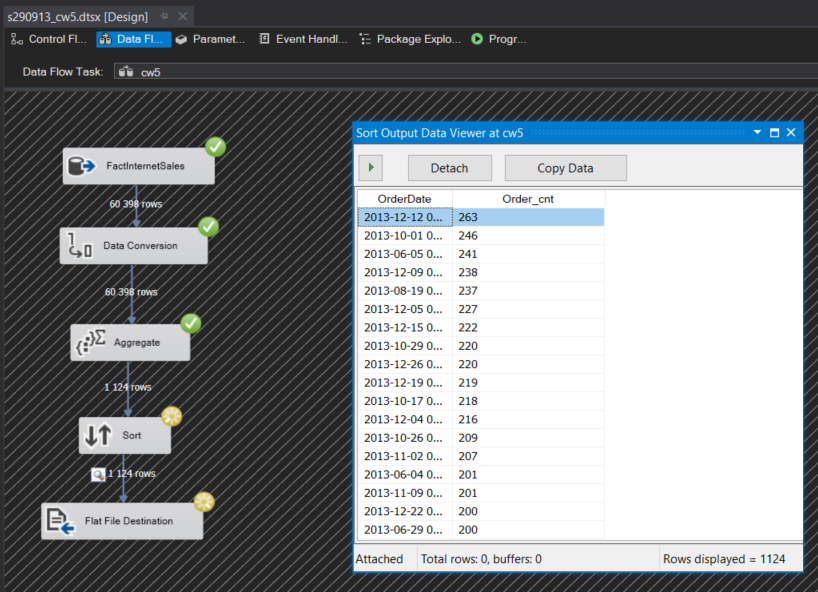 s290913_cw5.dtsx [Design]
Control Fl... Data Fl... Paramet... Event Handl... Package Explo... Progr...
Data Flow Task: cw5
FactInternetSales
60 398 rows
Data Conversion
60 398 rows
Aggregate
1 124 rows
Sort
1 124 rows
Flat File Destination
Sort Output Data Viewer at cw5
Detach Copy Data
OrderDate Order_cnt
2013-12-12 0... 263
2013-10-01 0... 246
2013-06-05 0... 241
2013-12-09 0... 238
2013-08-19 0... 237
2013-12-05 0... 227
2013-12-15 0... 222
2013-10-29 0... 220
2013-12-26 0... 220
2013-12-19 0... 219
2013-10-17 0... 218
2013-12-04 0... 216
2013-10-26 0... 209
2013-11-02 0... 207
2013-06-04 0... 201
2013-11-09 0... 201
2013-12-22 0... 200
2013-06-29 0... 200
Attached Total rows: 0, buffers: 0 Rows displayed = 1124